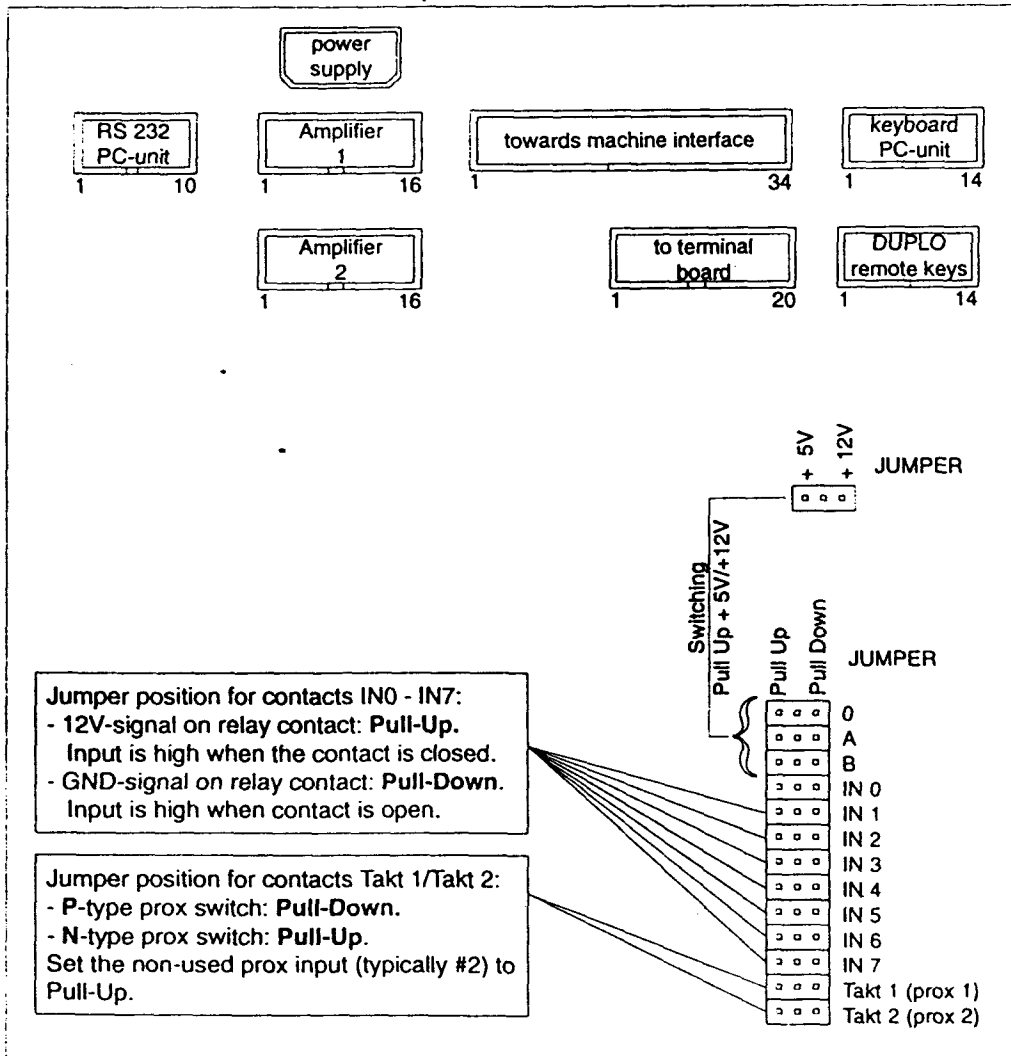 power
supply
RS 232
PC-unit
1 10
Amplifier
1
1 16
towards machine interface
1 34
keyboard
PC-unit
1 14
Amplifier
2
1 16
to terminal
board
1 20
DUPLO
remote keys
1 14
+ 5V
+ 12V
JUMPER
Switching
Pull Up + 5V/+12V
Pull Up
Pull Down
JUMPER
0
A
B
IN 0
IN 1
IN 2
IN 3
IN 4
IN 5
IN 6
IN 7
Takt 1 (prox 1)
Takt 2 (prox 2)
Jumper position for contacts IN0 - IN7:
- 12V-signal on relay contact: Pull-Up.
Input is high when the contact is closed.
- GND-signal on relay contact: Pull-Down.
Input is high when contact is open.
Jumper position for contacts Takt 1/Takt 2:
- P-type prox switch: Pull-Down.
- N-type prox switch: Pull-Up.
Set the non-used prox input (typically #2) to
Pull-Up.